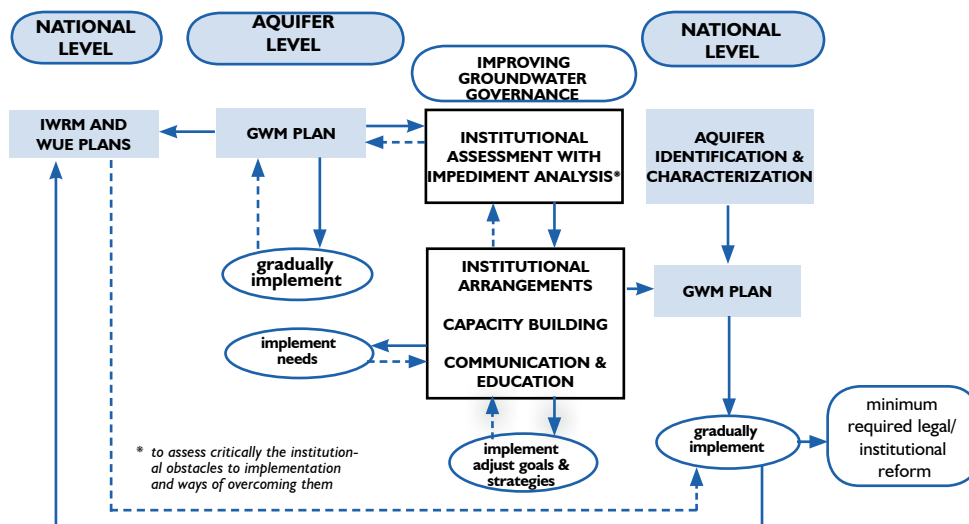 NATIONAL
LEVEL
AQUIFER
LEVEL
NATIONAL
LEVEL
IMPROVING
GROUNDWATER
GOVERNANCE
IWRM AND
WUE PLANS
GWM PLAN
INSTITUTIONAL
ASSESSMENT WITH
IMPEDIMENT ANALYSIS*
AQUIFER
IDENTIFICATION &
CHARACTERIZATION
gradually
implement
INSTITUTIONAL
ARRANGEMENTS
CAPACITY BUILDING
COMMUNICATION &
EDUCATION
GWM PLAN
implement
needs
implement
adjust goals &
strategies
gradually
implement
minimum
required legal/
institutional
reform
* to assess critically the institution-
al obstacles to implementation
and ways of overcoming them